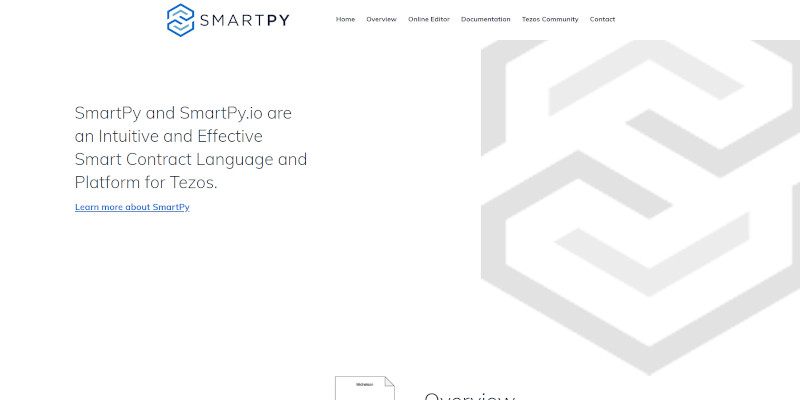 SMARTPY
Home Overview Online Editor Documentation Tezos Community Contact
SmartPy and SmartPy.io are
an Intuitive and Effective
Smart Contract Language and
Platform for Tezos.
Learn more about SmartPy
Michelson
Overview